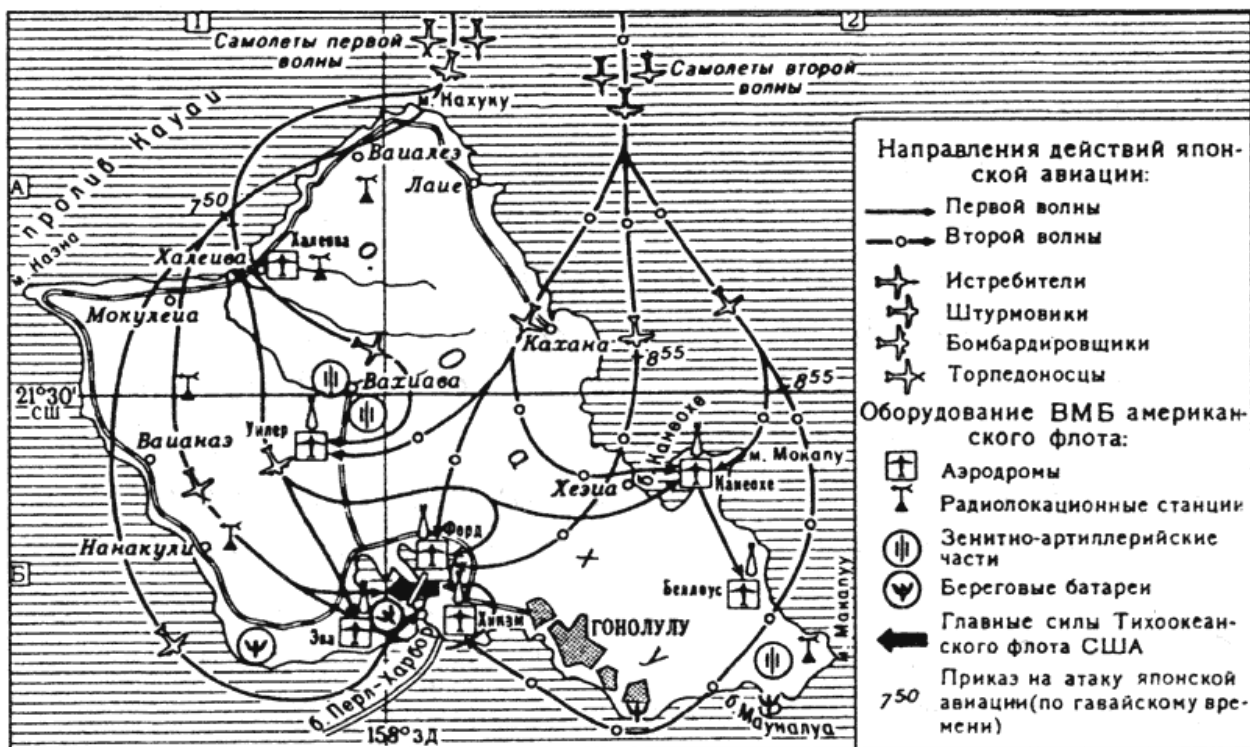 1
2
Самолеты первой
волны
Самолеты второй
волны
м. Кахуку
пролив Кауаи
А
Ваиалеэ
Лаие
7⁵⁰
м. Каэна
Халеива
Халеива
Мокулеиа
Кахана
8⁵⁵
8⁵⁵
21°30'
СШ
Вахиава
Уилер
Ваианаэ
б. Канеохе
м. Мокапу
Хеэиа
Канеохе
Нанакули
Форд
Б
Беллоус
Эва
Хикэм
ГОНОЛУЛУ
м. Макапуу
б. Перл-Харбор
б. Мауналуа
158° ЗД
Направления действий япон-
ской авиации:
Первой волны
Второй волны
Истребители
Штурмовики
Бомбардировщики
Торпедоносцы
Оборудование ВМБ американ-
ского флота:
Аэродромы
Радиолокационные станции
Зенитно-артиллерийские
части
Береговые батареи
Главные силы Тихоокеан-
ского флота США
7⁵⁰
Приказ на атаку японской
авиации(по гавайскому вре-
мени)